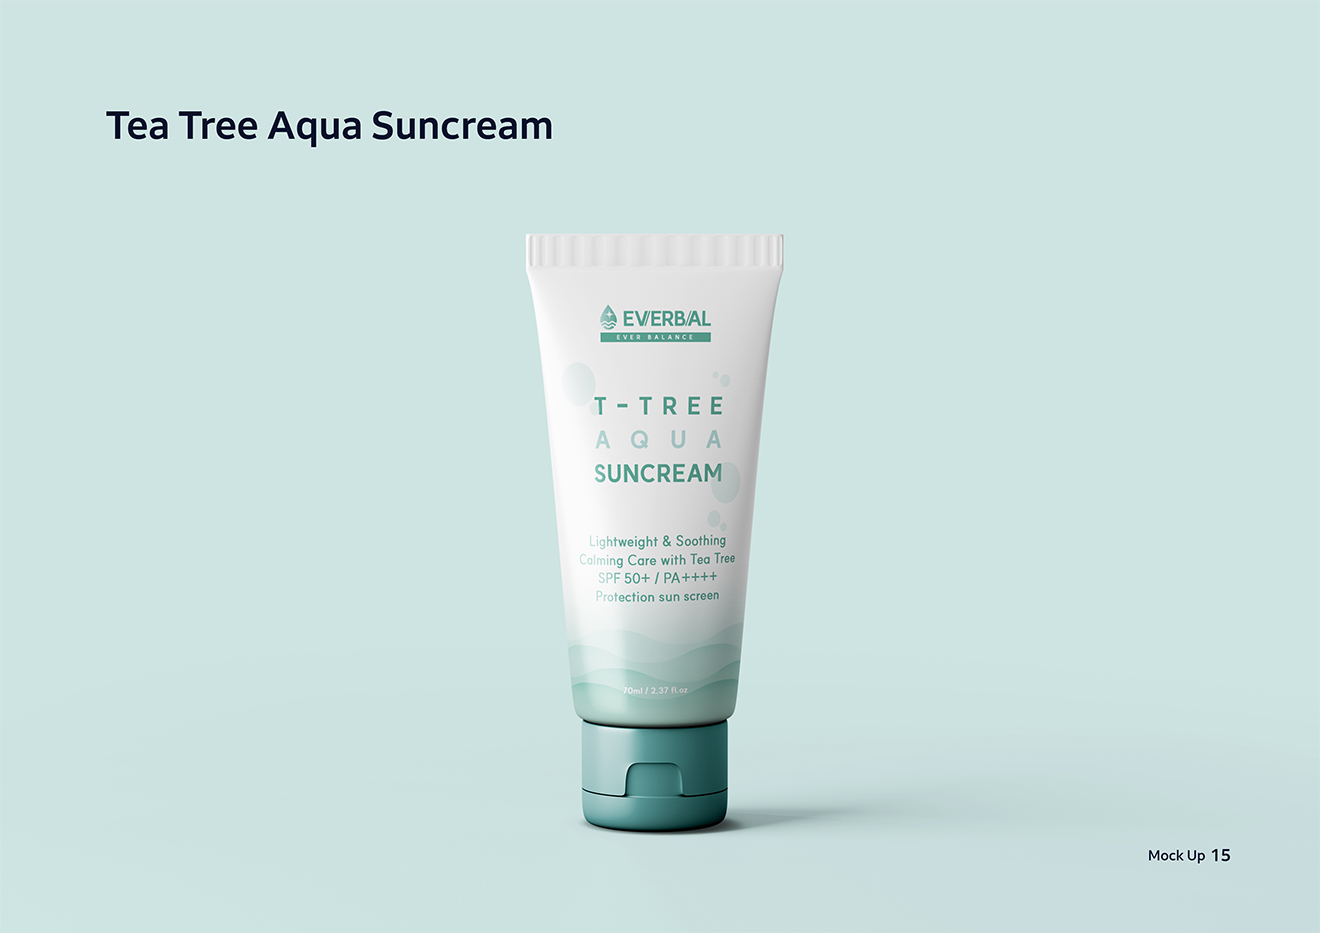 Tea Tree Aqua Suncream
EVERBAL
EVER BALANCE
T-TREE
AQUA
SUNCREAM
Lightweight & Soothing
Calming Care with Tea Tree
SPF 50+ / PA++++
Protection sun screen
70ml / 2,37 fl.oz
Mock Up 15